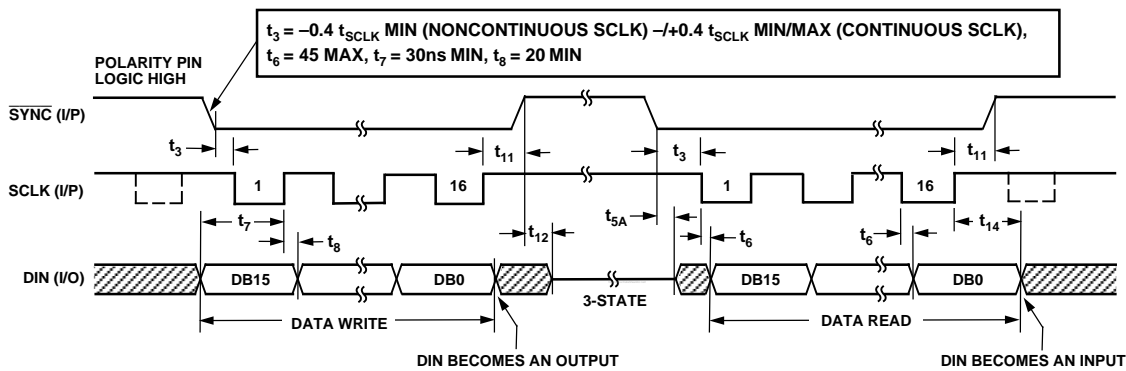 t3 = –0.4 tSCLK MIN (NONCONTINUOUS SCLK) –/+0.4 tSCLK MIN/MAX (CONTINUOUS SCLK),
t6 = 45 MAX, t7 = 30ns MIN, t8 = 20 MIN
POLARITY PIN
LOGIC HIGH
SYNC (I/P)
t3
t11
t3
t11
SCLK (I/P)
1
16
1
16
t7
t8
t12
t5A
t6
t6
t14
DIN (I/O)
DB15
DB0
3-STATE
DB15
DB0
DATA WRITE
DATA READ
DIN BECOMES AN OUTPUT
DIN BECOMES AN INPUT